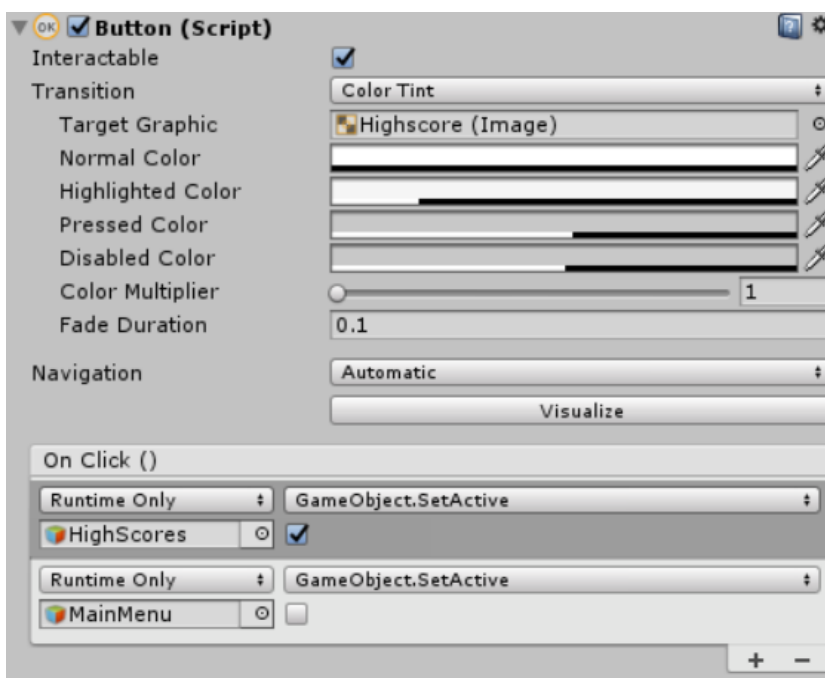 OK Button (Script)
Interactable
Transition Color Tint
Target Graphic Highscore (Image)
Normal Color
Highlighted Color
Pressed Color
Disabled Color
Color Multiplier 1
Fade Duration 0.1
Navigation Automatic
Visualize
On Click ()
Runtime Only GameObject.SetActive
HighScores
Runtime Only GameObject.SetActive
MainMenu
+ −